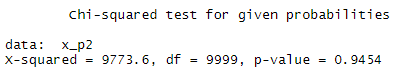 Chi-squared test for given probabilities
data:  x_p2
X-squared = 9773.6, df = 9999, p-value = 0.9454